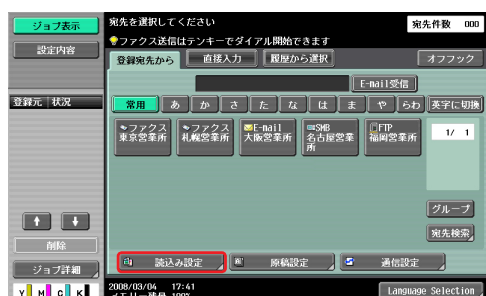 ジョブ表示
宛先を選択してください
宛先件数 000
ファクス送信はテンキーでダイアル開始できます
設定内容
登録宛先から 直接入力 履歴から選択 オフフック
E-mail受信
登録元 状況
常用 あ か さ た な は ま や らわ 英字に切換
ファクス
東京営業所
ファクス
札幌営業所
E-mail
大阪営業所
SMB
名古屋営業所
FTP
福岡営業所
1/ 1
グループ
削除
宛先検索
ジョブ詳細
読込み設定 原稿設定 通信設定
Y M C K
2008/03/04 17:41
メモリー残量 100%
Language Selection